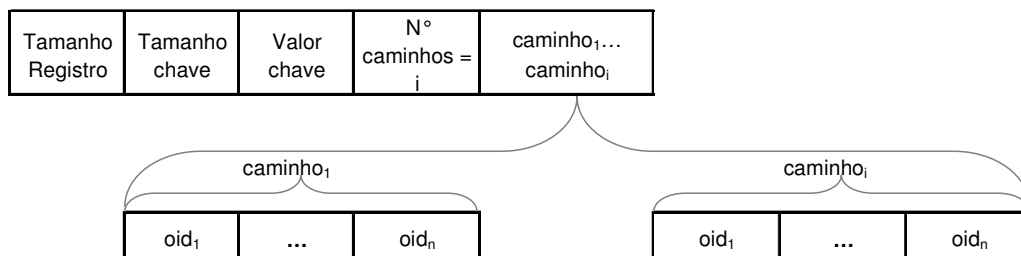 Tamanho
Registro
Tamanho
chave
Valor
chave
N°
caminhos =
i
caminho₁...
caminhoᵢ
caminho₁
caminhoᵢ
oid₁
...
oidₙ
oid₁
...
oidₙ